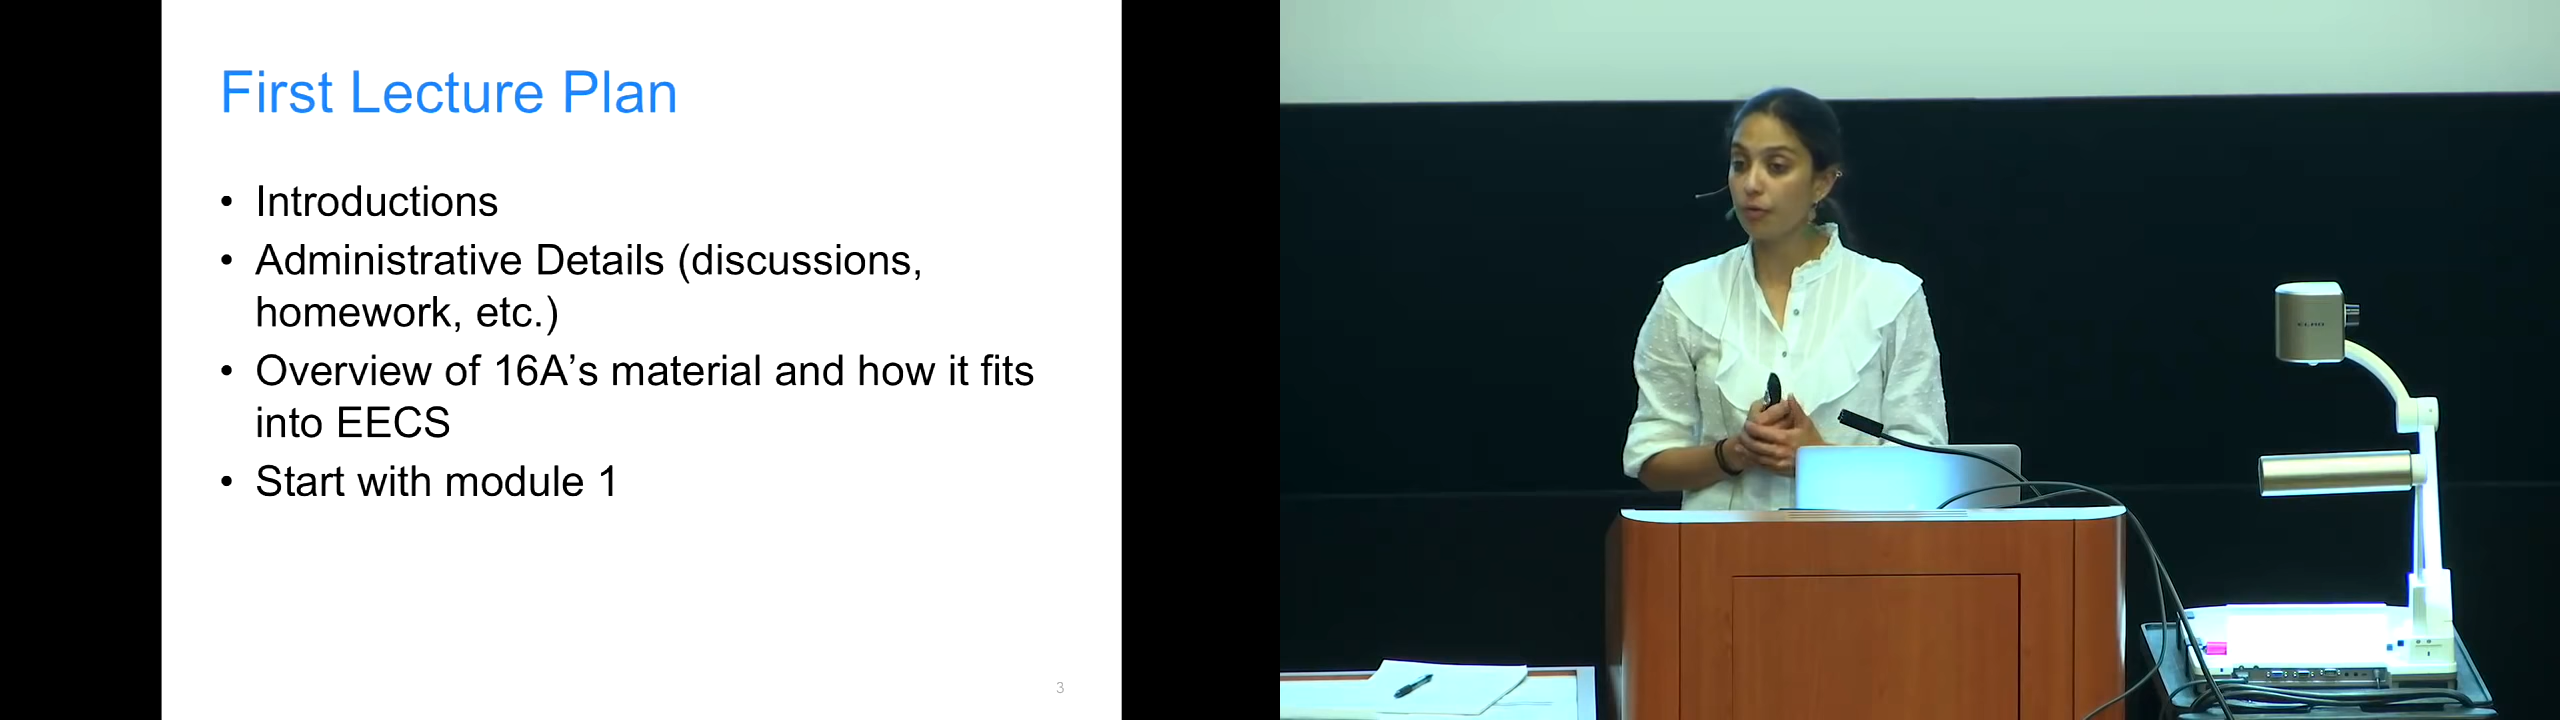 First Lecture Plan
• Introductions
• Administrative Details (discussions,
homework, etc.)
• Overview of 16A’s material and how it fits
into EECS
• Start with module 1
3
ELMO